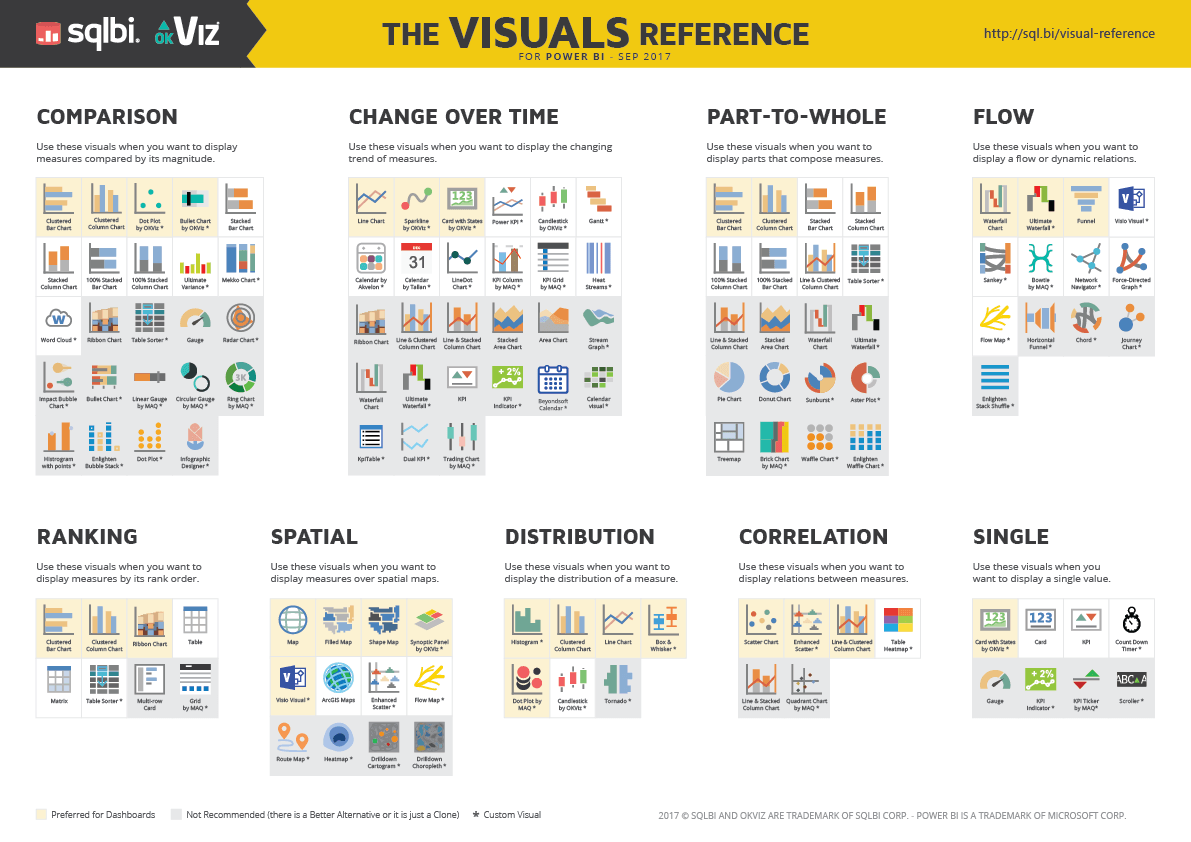 sqlbi.
OK Viz
THE VISUALS REFERENCE
FOR POWER BI - SEP 2017
http://sql.bi/visual-reference
COMPARISON
Use these visuals when you want to display
measures compared by its magnitude.
Clustered
Bar Chart
Clustered
Column Chart
Dot Plot
by OKViz *
Bullet Chart
by OKViz *
Stacked
Bar Chart
Stacked
Column Chart
100% Stacked
Bar Chart
100% Stacked
Column Chart
Ultimate
Variance *
Mekko Chart *
W
Word Cloud *
Ribbon Chart
Table Sorter *
Gauge
Radar Chart *
Impact Bubble
Chart *
Bullet Chart *
Linear Gauge
by MAQ *
Circular Gauge
by MAQ *
3K
Ring Chart
by MAQ *
Histrogram
with points *
Enlighten
Bubble Stack *
Dot Plot *
Infographic
Designer *
CHANGE OVER TIME
Use these visuals when you want to display the changing
trend of measures.
Line Chart
Sparkline
by OKViz *
123
Card with States
by OKViz *
Power KPI *
Candlestick
by OKViz *
Gantt *
Calendar by
Akvelon *
31
Calendar
by Tallan *
LineDot
Chart *
KPI Column
by MAQ *
KPI Grid
by MAQ *
Heat
Streams *
Ribbon Chart
Line & Clustered
Column Chart
Line & Stacked
Column Chart
Stacked
Area Chart
Area Chart
Stream
Graph *
Waterfall
Chart
Ultimate
Waterfall *
KPI
+ 2%
KPI
Indicator *
Beyondsoft
Calendar *
Calendar
visual *
KpiTable *
Dual KPI *
Trading Chart
by MAQ *
PART-TO-WHOLE
Use these visuals when you want to
display parts that compose measures.
Clustered
Bar Chart
Clustered
Column Chart
Stacked
Bar Chart
Stacked
Column Chart
100% Stacked
Column Chart
100% Stacked
Bar Chart
Line & Clustered
Column Chart
Table Sorter *
Line & Stacked
Column Chart
Stacked
Area Chart
Waterfall
Chart
Ultimate
Waterfall *
Pie Chart
Donut Chart
Sunburst *
Aster Plot *
Treemap
Brick Chart
by MAQ *
Waffle Chart *
Enlighten
Waffle Chart *
FLOW
Use these visuals when you want to
display a flow or dynamic relations.
Waterfall
Chart
Ultimate
Waterfall *
Funnel
V
Visio Visual *
Sankey *
Bowtie
by MAQ *
Network
Navigator *
Force-Directed
Graph *
Flow Map *
Horizontal
Funnel *
Chord *
Journey
Chart *
Enlighten
Stack Shuffle *
RANKING
Use these visuals when you want to
display measures by its rank order.
Clustered
Bar Chart
Clustered
Column Chart
Ribbon Chart
Table
Matrix
Table Sorter *
Multi-row
Card
Grid
by MAQ *
SPATIAL
Use these visuals when you want to
display measures over spatial maps.
Map
Filled Map
Shape Map
Synoptic Panel
by OKViz *
V
Visio Visual *
ArcGIS Maps
Enhanced
Scatter *
Flow Map *
Route Map *
Heatmap *
Drilldown
Cartogram *
Drilldown
Choropleth *
DISTRIBUTION
Use these visuals when you want to
display the distribution of a measure.
Histogram *
Clustered
Column Chart
Line Chart
Box &
Whisker *
Dot Plot by
MAQ *
Candlestick
by OKViz *
Tornado *
CORRELATION
Use these visuals when you want to
display relations between measures.
Scatter Chart
Enhanced
Scatter *
Line & Clustered
Column Chart
Table
Heatmap *
Line & Stacked
Column Chart
Quadrant Chart
by MAQ *
SINGLE
Use these visuals when you
want to display a single value.
123
Card with States
by OKViz *
123
Card
KPI
Count Down
Timer *
Gauge
+ 2%
KPI
Indicator *
KPI Ticker
by MAQ*
ABC
Scroller *
Preferred for Dashboards
Not Recommended (there is a Better Alternative or it is just a Clone)
* Custom Visual
2017 © SQLBI AND OKVIZ ARE TRADEMARK OF SQLBI CORP. - POWER BI IS A TRADEMARK OF MICROSOFT CORP.